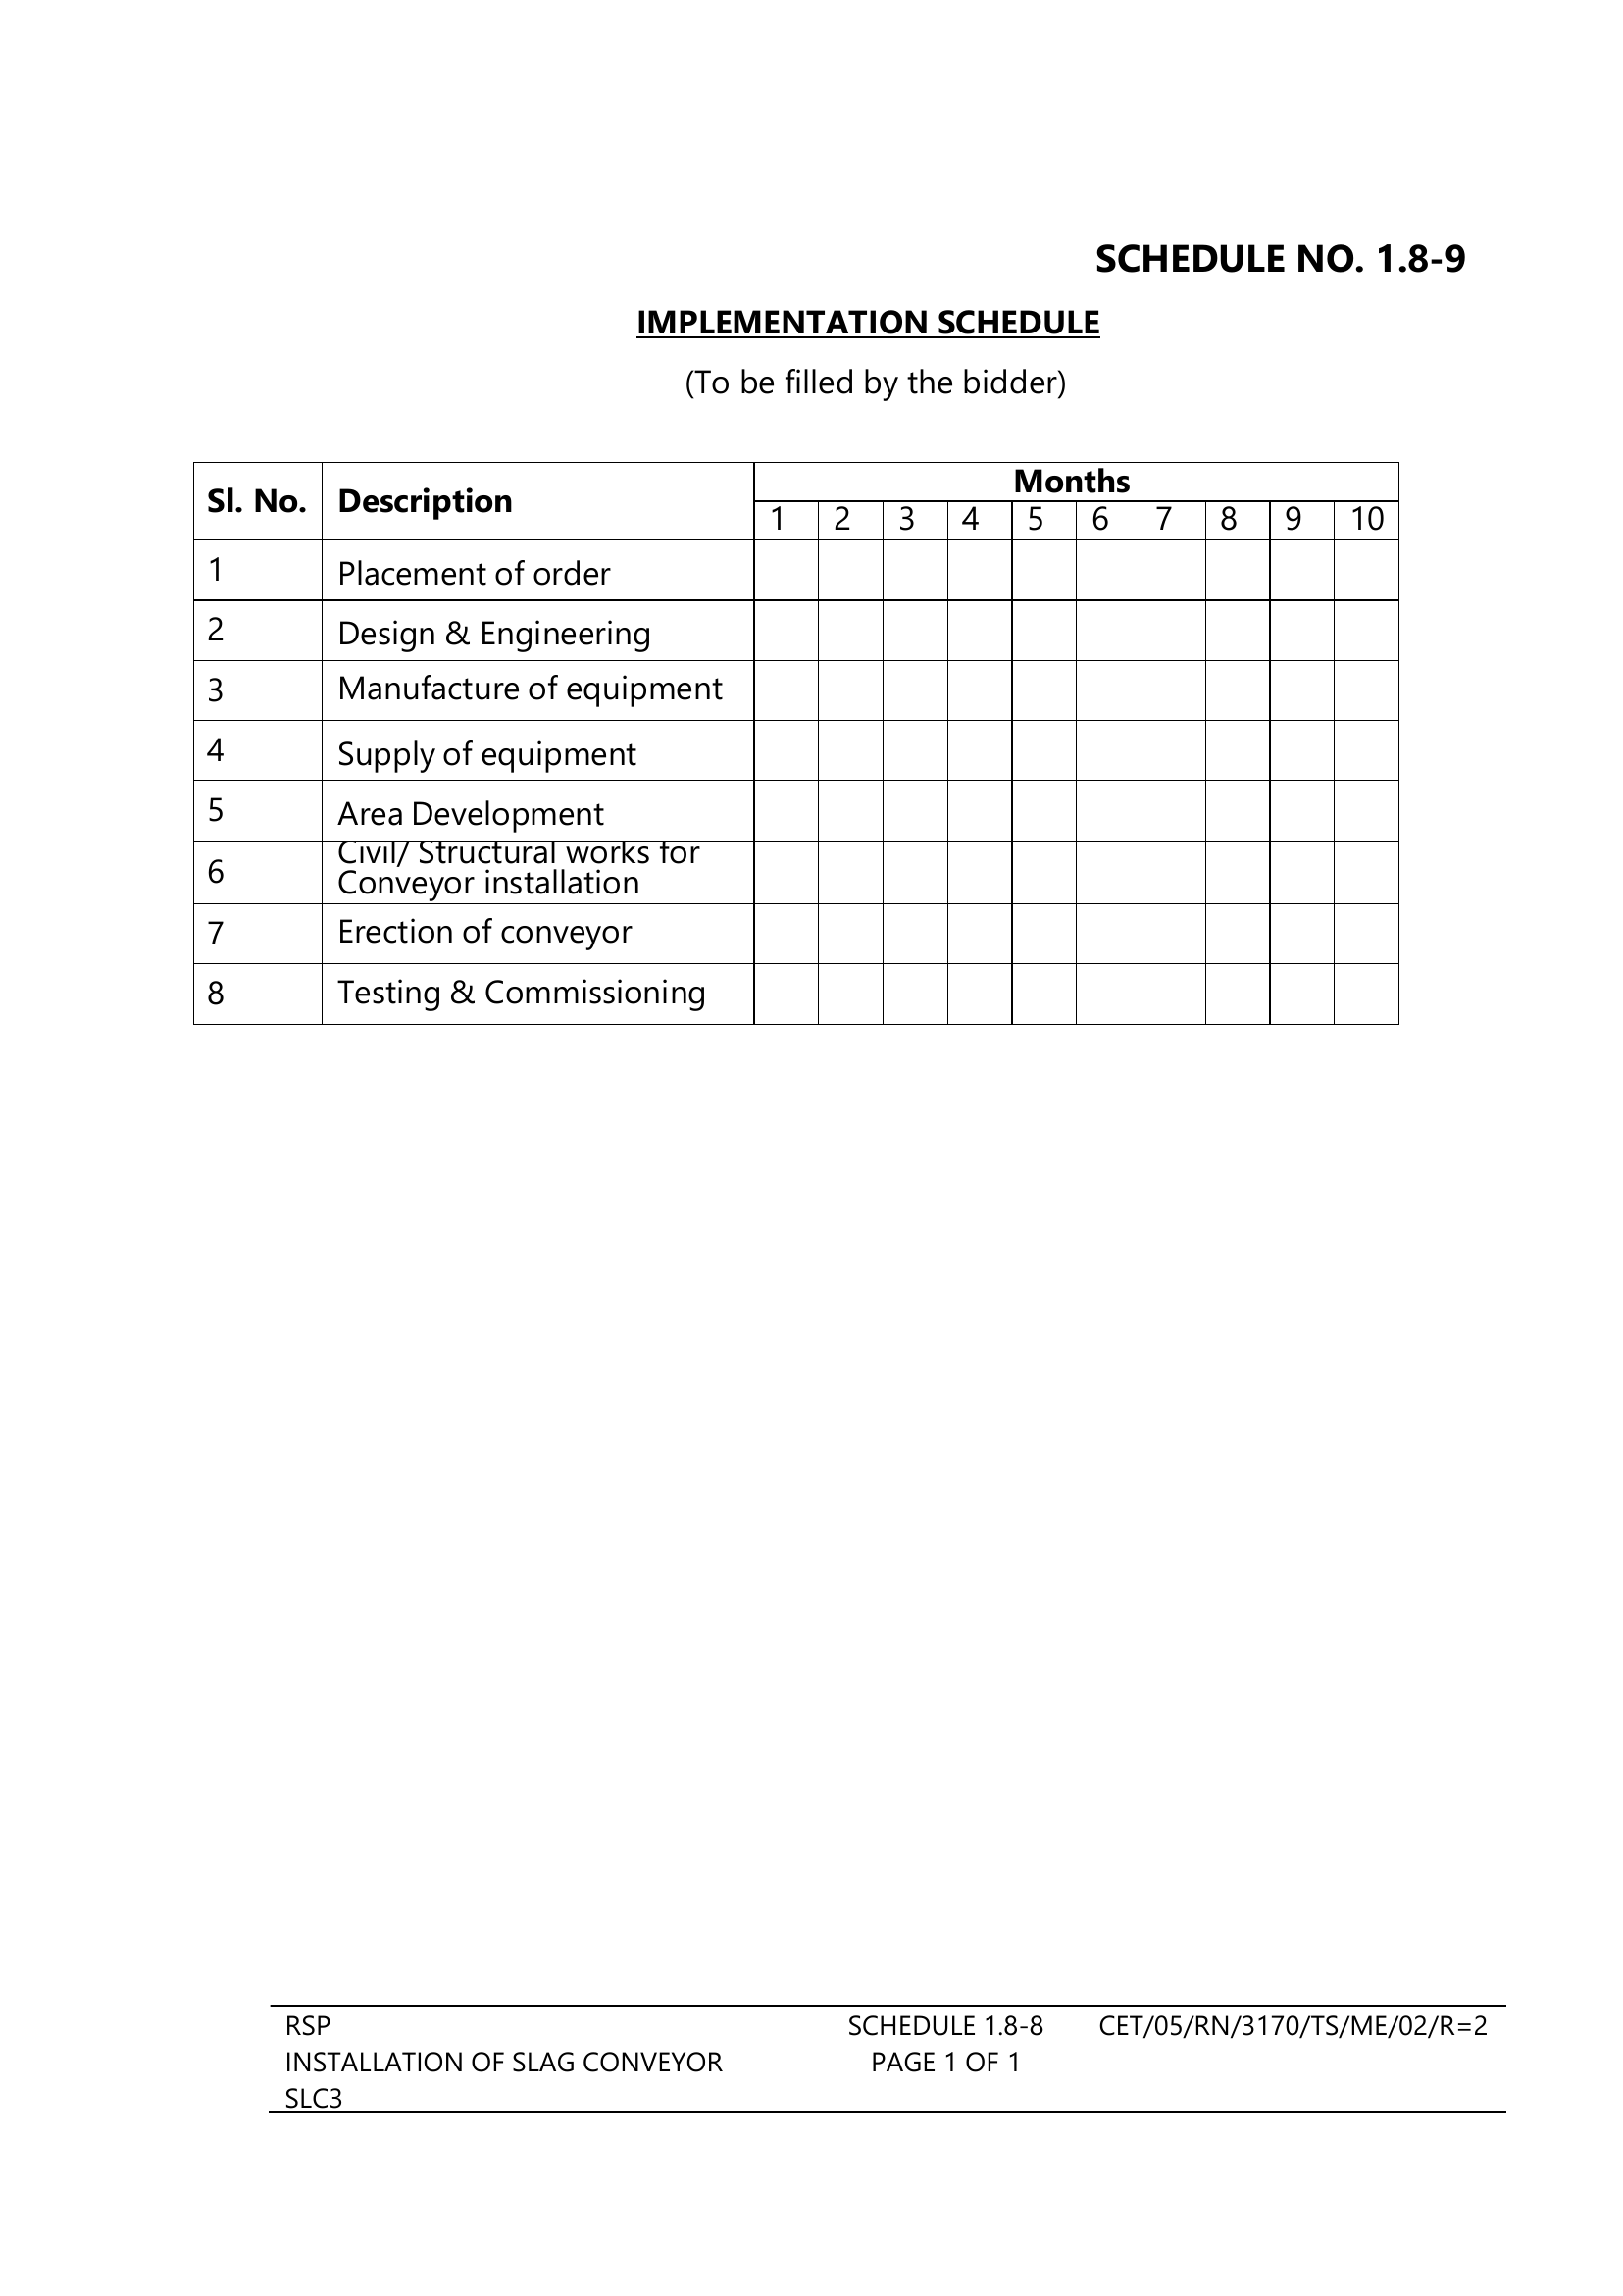 SCHEDULE NO. 1.8-9
IMPLEMENTATION SCHEDULE
(To be filled by the bidder)
Sl. No. Description Months
1 2 3 4 5 6 7 8 9 10
1 Placement of order
2 Design & Engineering
3 Manufacture of equipment
4 Supply of equipment
5 Area Development
6 Civil/ Structural works for
Conveyor installation
7 Erection of conveyor
8 Testing & Commissioning
RSP SCHEDULE 1.8-8 CET/05/RN/3170/TS/ME/02/R=2
INSTALLATION OF SLAG CONVEYOR PAGE 1 OF 1
SLC3